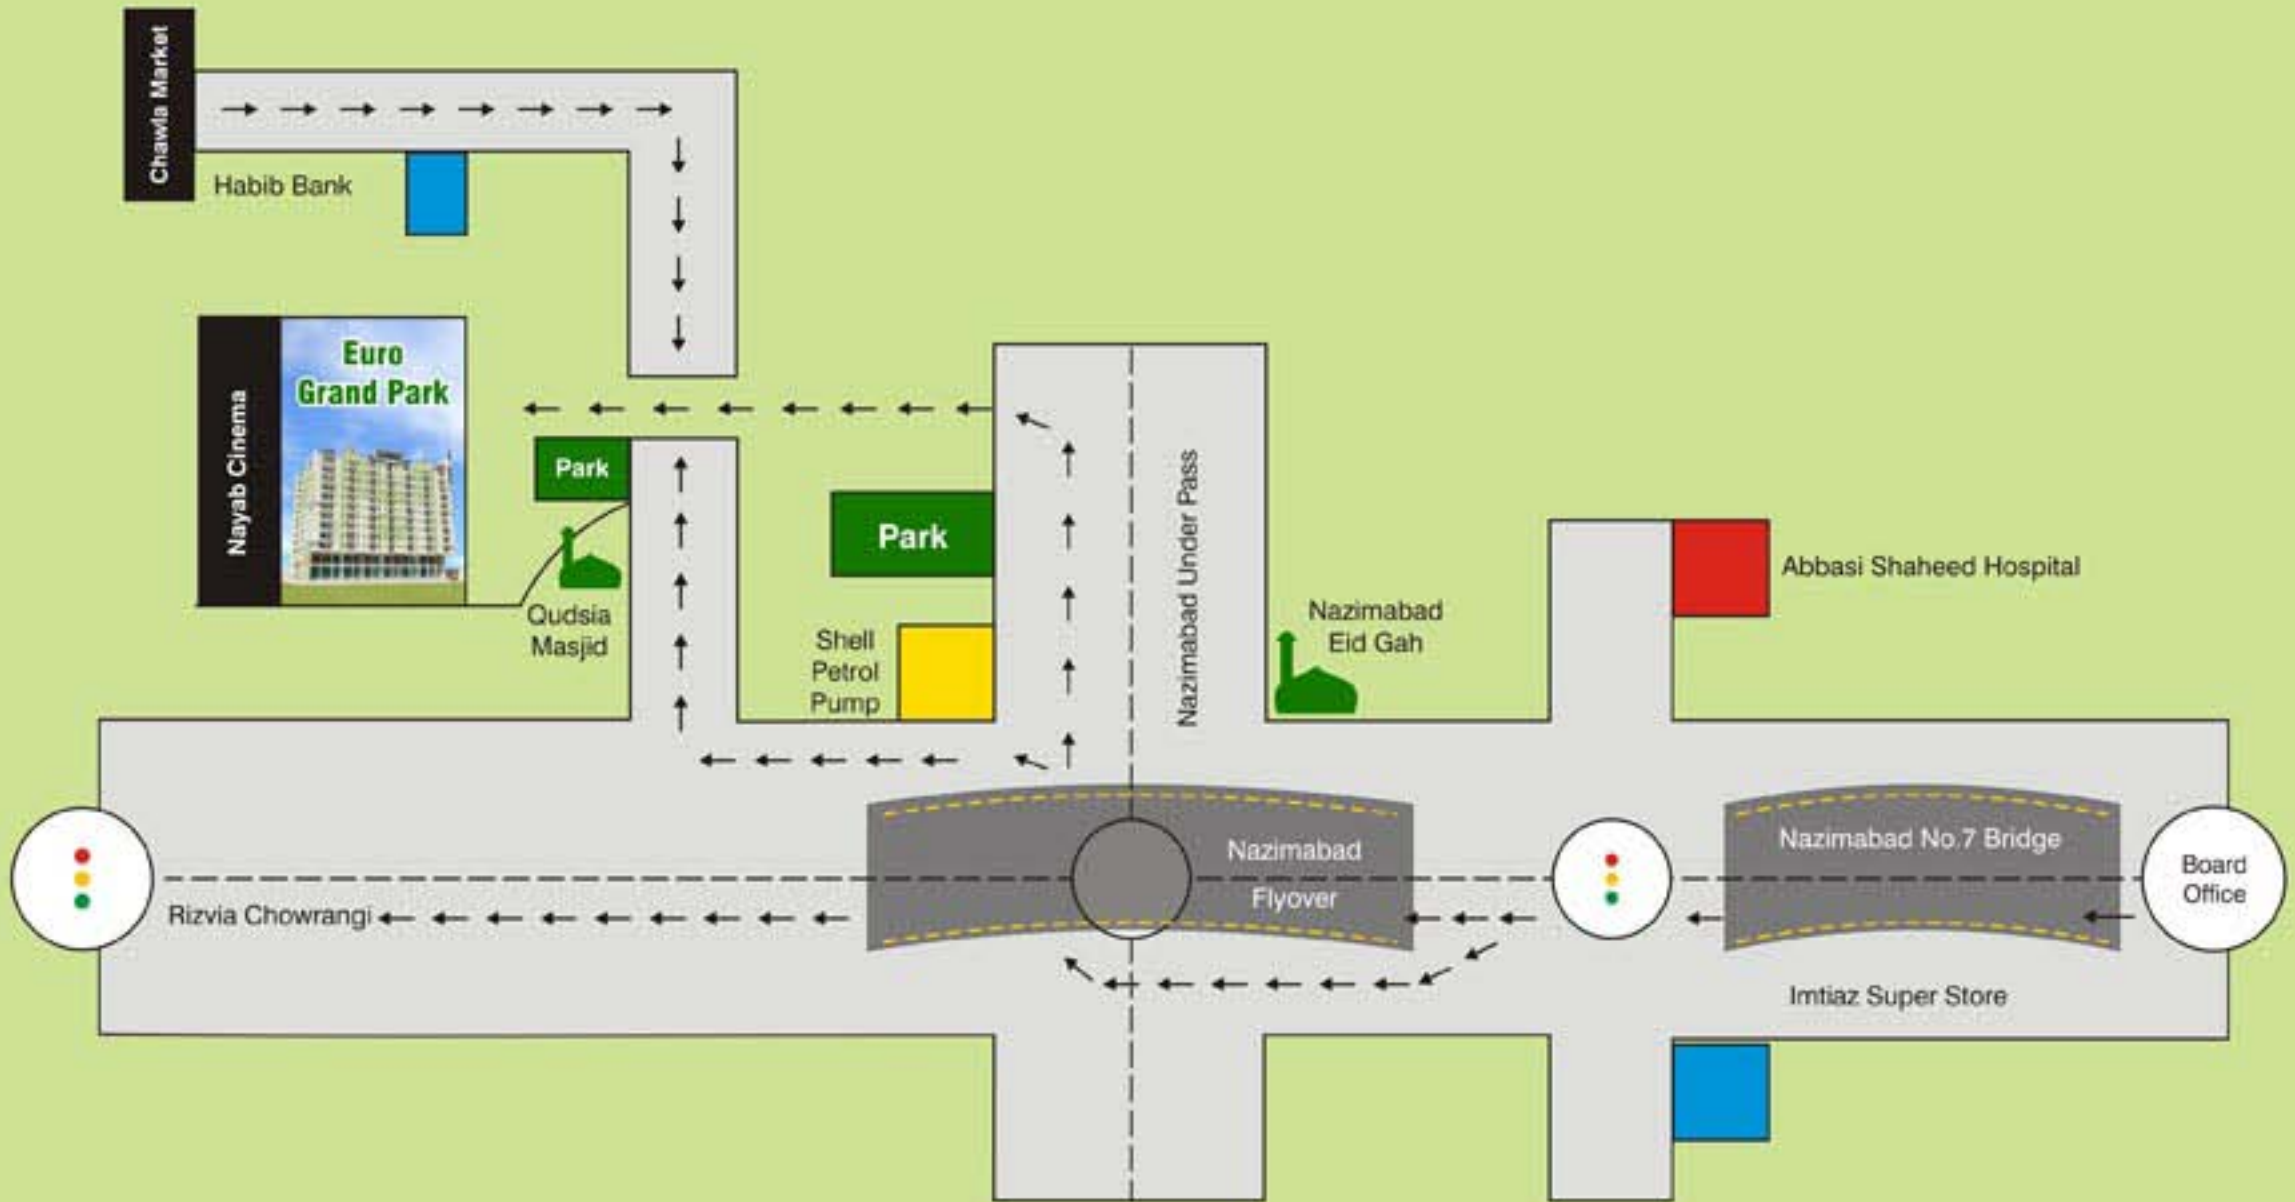 Chawla Market
Habib Bank
Euro
Grand Park
Nayab Cinema
Park
Qudsia
Masjid
Park
Shell
Petrol
Pump
Nazimabad Under Pass
Nazimabad
Eid Gah
Abbasi Shaheed Hospital
Nazimabad
Flyover
Nazimabad No.7 Bridge
Board
Office
Rizvia Chowrangi
Imtiaz Super Store